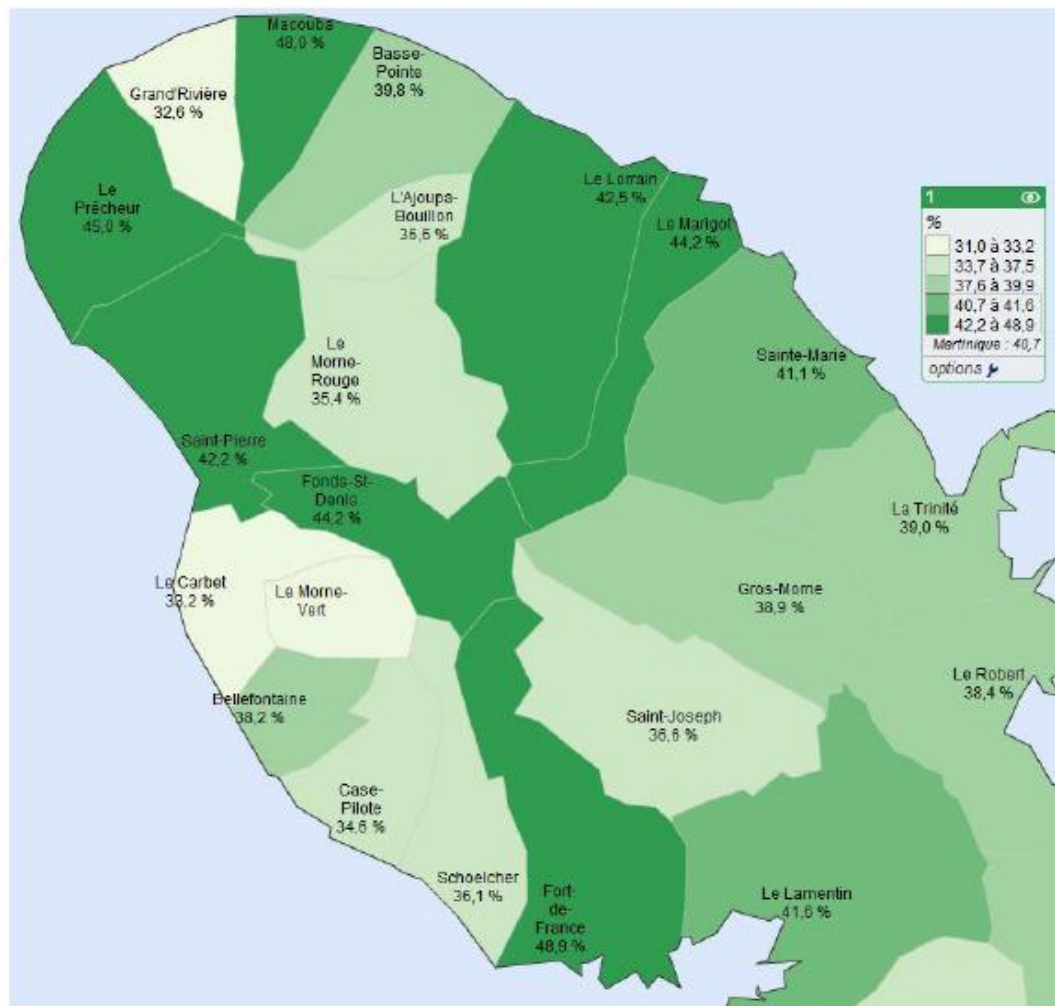 Macouba
48,0 %
Basse-
Pointe
39,8 %
Grand'Rivière
32,6 %
Le
Prêcheur
45,0 %
L'Ajoupa-
Bouillon
36,6 %
Le Lorrain
42,5 %
Le Marigot
44,2 %
1
%
31,0 à 33,2
33,7 à 37,5
37,6 à 39,9
40,7 à 41,6
42,2 à 48,9
Martinique : 40,7
options
Le
Morne-
Rouge
35,4 %
Sainte-Marie
41,1 %
Saint-Pierre
42,2 %
Fonds-St-
Denis
44,2 %
La Trinité
39,0 %
Le Carbet
33,2 %
Le Morne-
Vert
Gros-Morne
38,9 %
Le Robert
38,4 %
Bellefontaine
38,2 %
Saint-Joseph
36,6 %
Case-
Pilote
34,6 %
Schoelcher
36,1 %
Fort-
de-
France
48,9 %
Le Lamentin
41,6 %